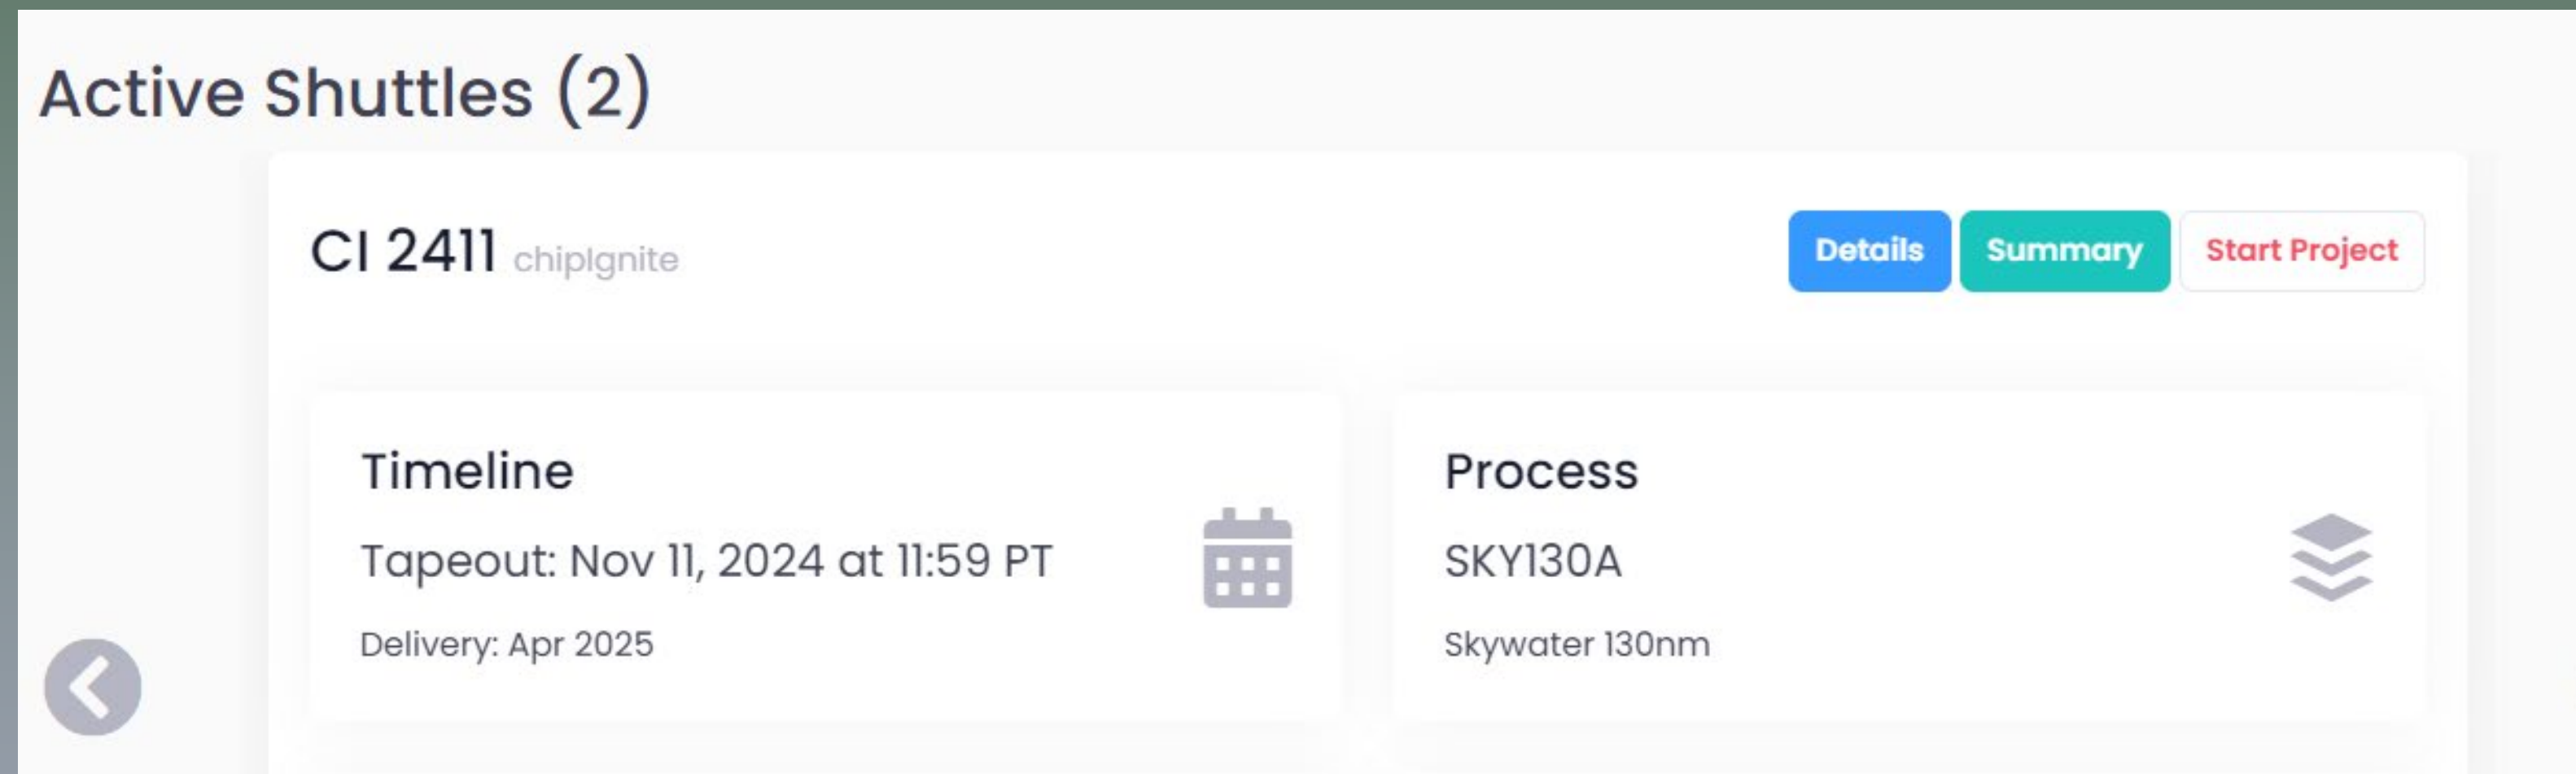 Active Shuttles (2)
CI 2411 chipIgnite
Details Summary Start Project
Timeline
Tapeout: Nov 11, 2024 at 11:59 PT
Delivery: Apr 2025
Process
SKY130A
Skywater 130nm